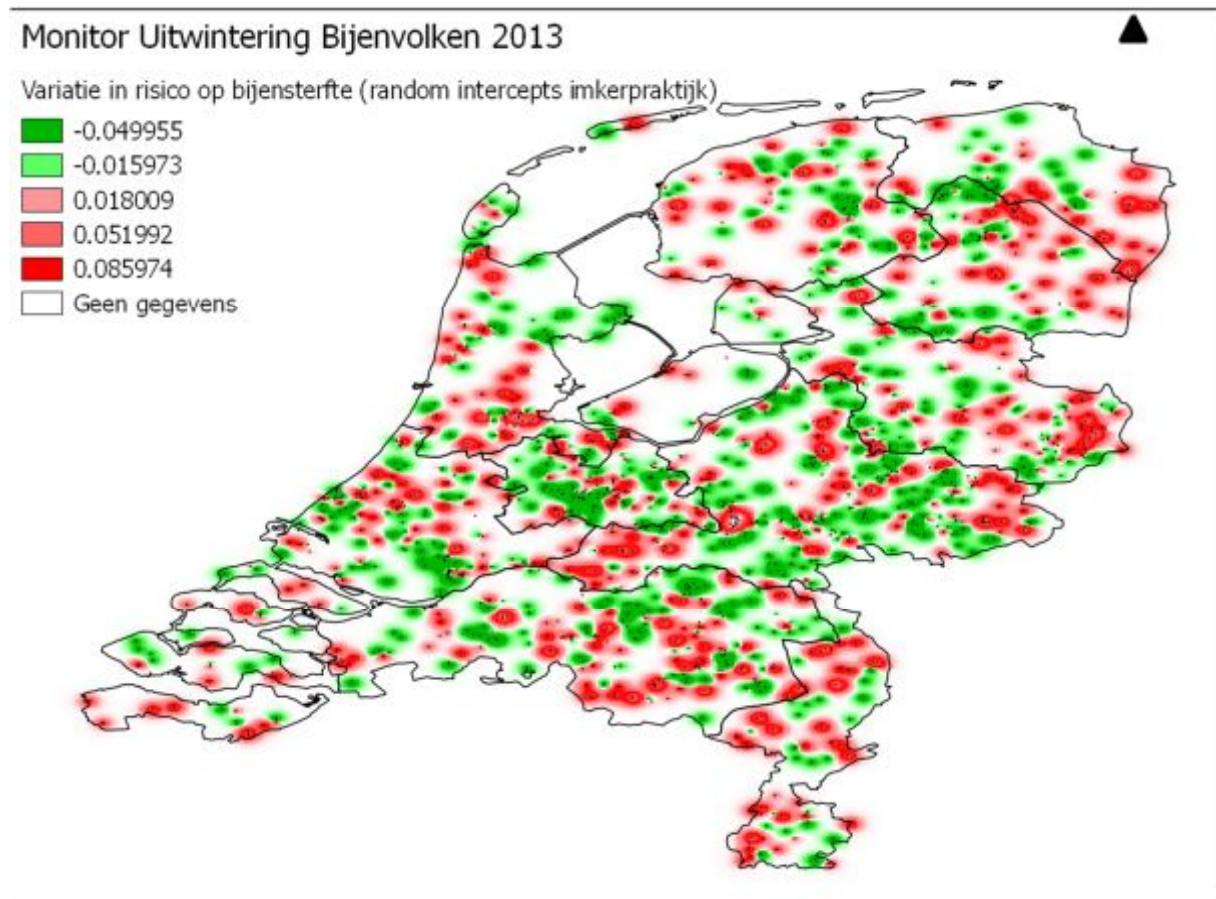 Monitor Uitwintering Bijenvolken 2013
Variatie in risico op bijensterfte (random intercepts imkerpraktijk)
-0.049955
-0.015973
0.018009
0.051992
0.085974
Geen gegevens